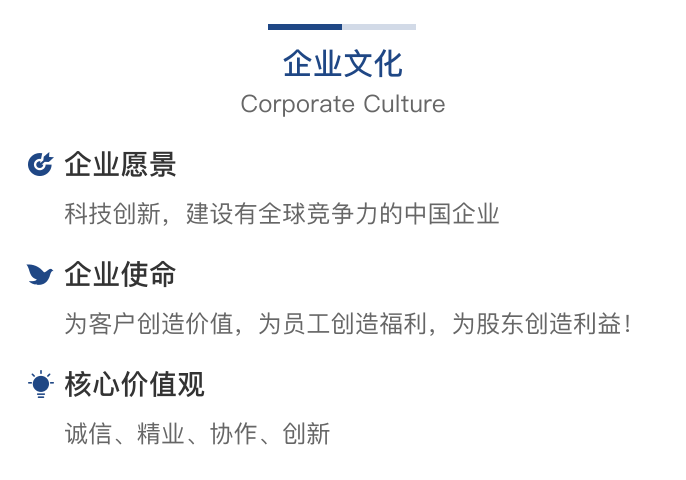 企业文化
Corporate Culture
企业愿景
科技创新，建设有全球竞争力的中国企业
企业使命
为客户创造价值，为员工创造福利，为股东创造利益！
核心价值观
诚信、精业、协作、创新